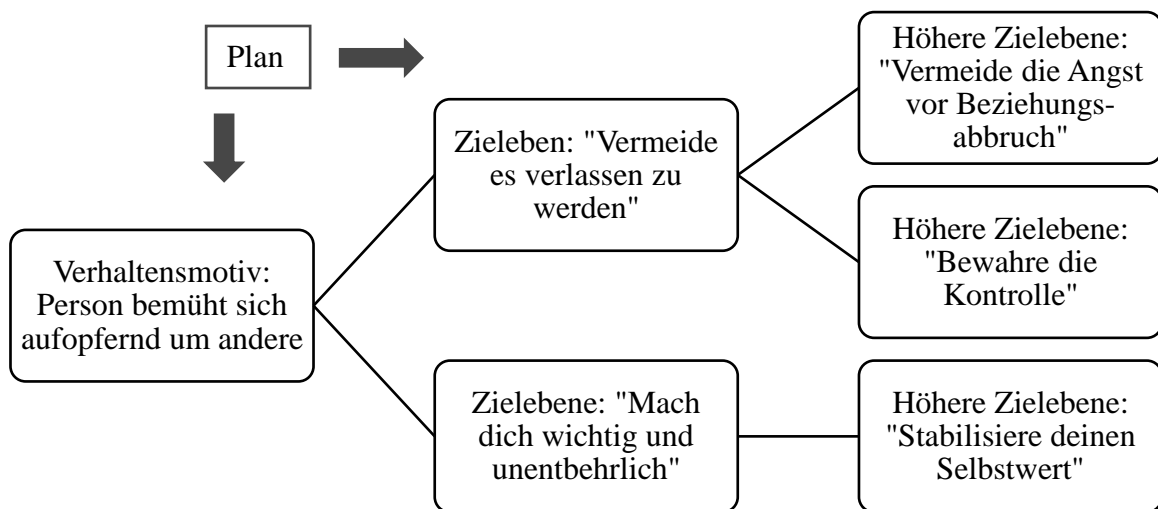 Plan
Verhaltensmotiv:
Person bemüht sich
aufopfernd um andere
Zieleben: "Vermeide
es verlassen zu
werden"
Zielebene: "Mach
dich wichtig und
unentbehrlich"
Höhere Zielebene:
"Vermeide die Angst
vor Beziehungs-
abbruch"
Höhere Zielebene:
"Bewahre die
Kontrolle"
Höhere Zielebene:
"Stabilisiere deinen
Selbstwert"